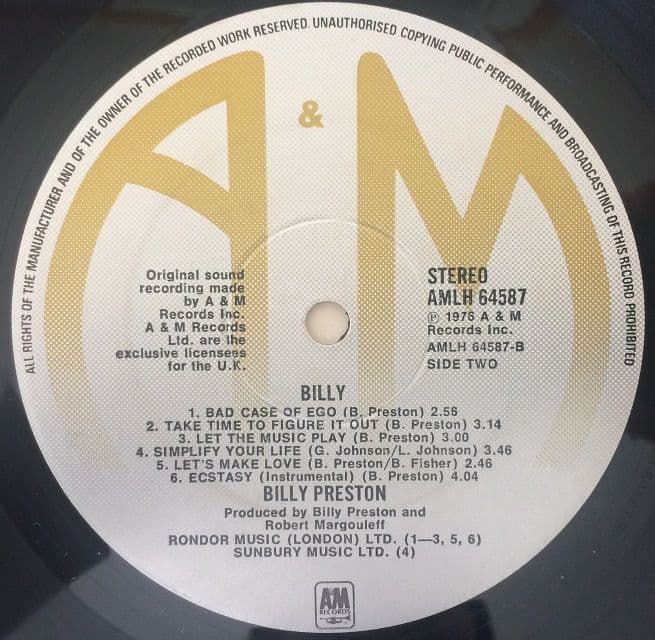 ALL RIGHTS OF THE MANUFACTURER AND OF THE OWNER OF THE RECORDED WORK RESERVED. UNAUTHORISED COPYING PUBLIC PERFORMANCE AND BROADCASTING OF THIS RECORD PROHIBITED
A & M
Original sound
recording made
by A & M
Records Inc.
A & M Records
Ltd. are the
exclusive licensees
for the U.K.
STEREO
AMLH 64587
℗ 1976 A & M
Records Inc.
AMLH 64587-B
SIDE TWO
BILLY
1. BAD CASE OF EGO (B. Preston) 2.56
2. TAKE TIME TO FIGURE IT OUT (B. Preston) 3.14
3. LET THE MUSIC PLAY (B. Preston) 3.00
4. SIMPLIFY YOUR LIFE (G. Johnson/L. Johnson) 3.46
5. LET'S MAKE LOVE (B. Preston/B. Fisher) 2.46
6. ECSTASY (Instrumental) (B. Preston) 4.04
BILLY PRESTON
Produced by Billy Preston and
Robert Margouleff
RONDOR MUSIC (LONDON) LTD. (1—3, 5, 6)
SUNBURY MUSIC LTD. (4)
A&M
RECORDS